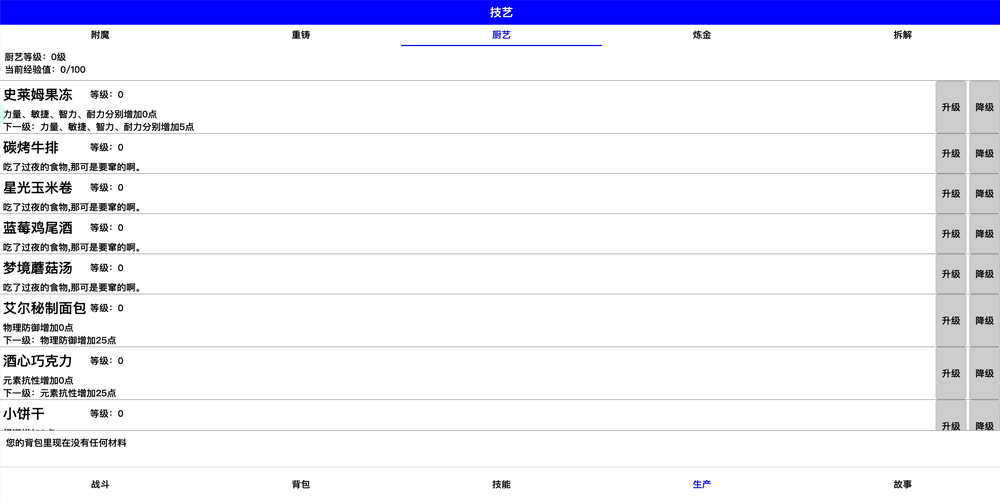 技艺
附魔 重铸 厨艺 炼金 拆解
厨艺等级：0级
当前经验值：0/100
史莱姆果冻 等级：0
力量、敏捷、智力、耐力分别增加0点
下一级：力量、敏捷、智力、耐力分别增加5点
升级 降级
碳烤牛排 等级：0
吃了过夜的食物,那可是要窜的啊。
升级 降级
星光玉米卷 等级：0
吃了过夜的食物,那可是要窜的啊。
升级 降级
蓝莓鸡尾酒 等级：0
吃了过夜的食物,那可是要窜的啊。
升级 降级
梦境蘑菇汤 等级：0
吃了过夜的食物,那可是要窜的啊。
升级 降级
艾尔秘制面包 等级：0
物理防御增加0点
下一级：物理防御增加25点
升级 降级
酒心巧克力 等级：0
元素抗性增加0点
下一级：元素抗性增加25点
升级 降级
小饼干 等级：0
升级 降级
您的背包里现在没有任何材料
战斗 背包 技能 生产 故事